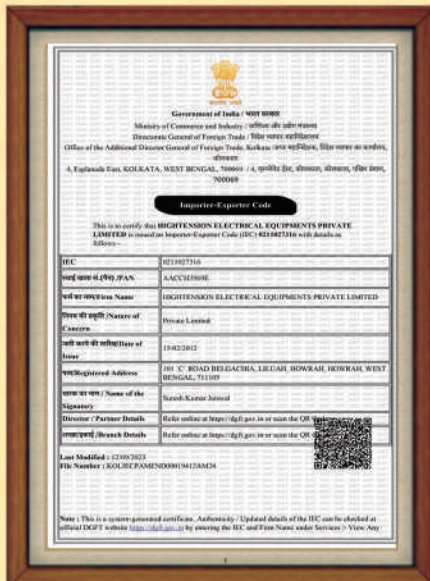 Government of India / भारत सरकार
Ministry of Commerce and Industry / वाणिज्य और उद्योग मंत्रालय
Directorate General of Foreign Trade / विदेश व्यापार महानिदेशालय
Office of the Additional Director General of Foreign Trade, Kolkata /
4, Esplanade East, KOLKATA, WEST BENGAL, 700069 / 4,
700069
Importer-Exporter Code
This is to certify that HIGHTENSION ELECTRICAL EQUIPMENTS PRIVATE
LIMITED is issued an Importer-Exporter Code (IEC) 0211027316 with details as
follows -
IEC 0211027316
/PAN
/Firm Name HIGHTENSION ELECTRICAL EQUIPMENTS PRIVATE LIMITED
/Nature of
Concern Private Limited
/Date of
Issue 15/02/2012
/Registered Address 101 'C' ROAD BELGACHIA, LILUAH, HOWRAH, HOWRAH, WEST
BENGAL, 711105
/ Name of the
Signatory Suresh Kumar Jaiswal
Director / Partner Details Refer online at https://dgft.gov.in or scan the QR
/Branch Details Refer online at https://dgft.gov.in or scan the QR
Last Modified : 12/09/2023
File Number :
Note : This is a system-generated certificate. Authenticity / Updated details of the IEC can be checked at
official DGFT website https://dgft.gov.in by entering the IEC and Firm Name under Services > View Any